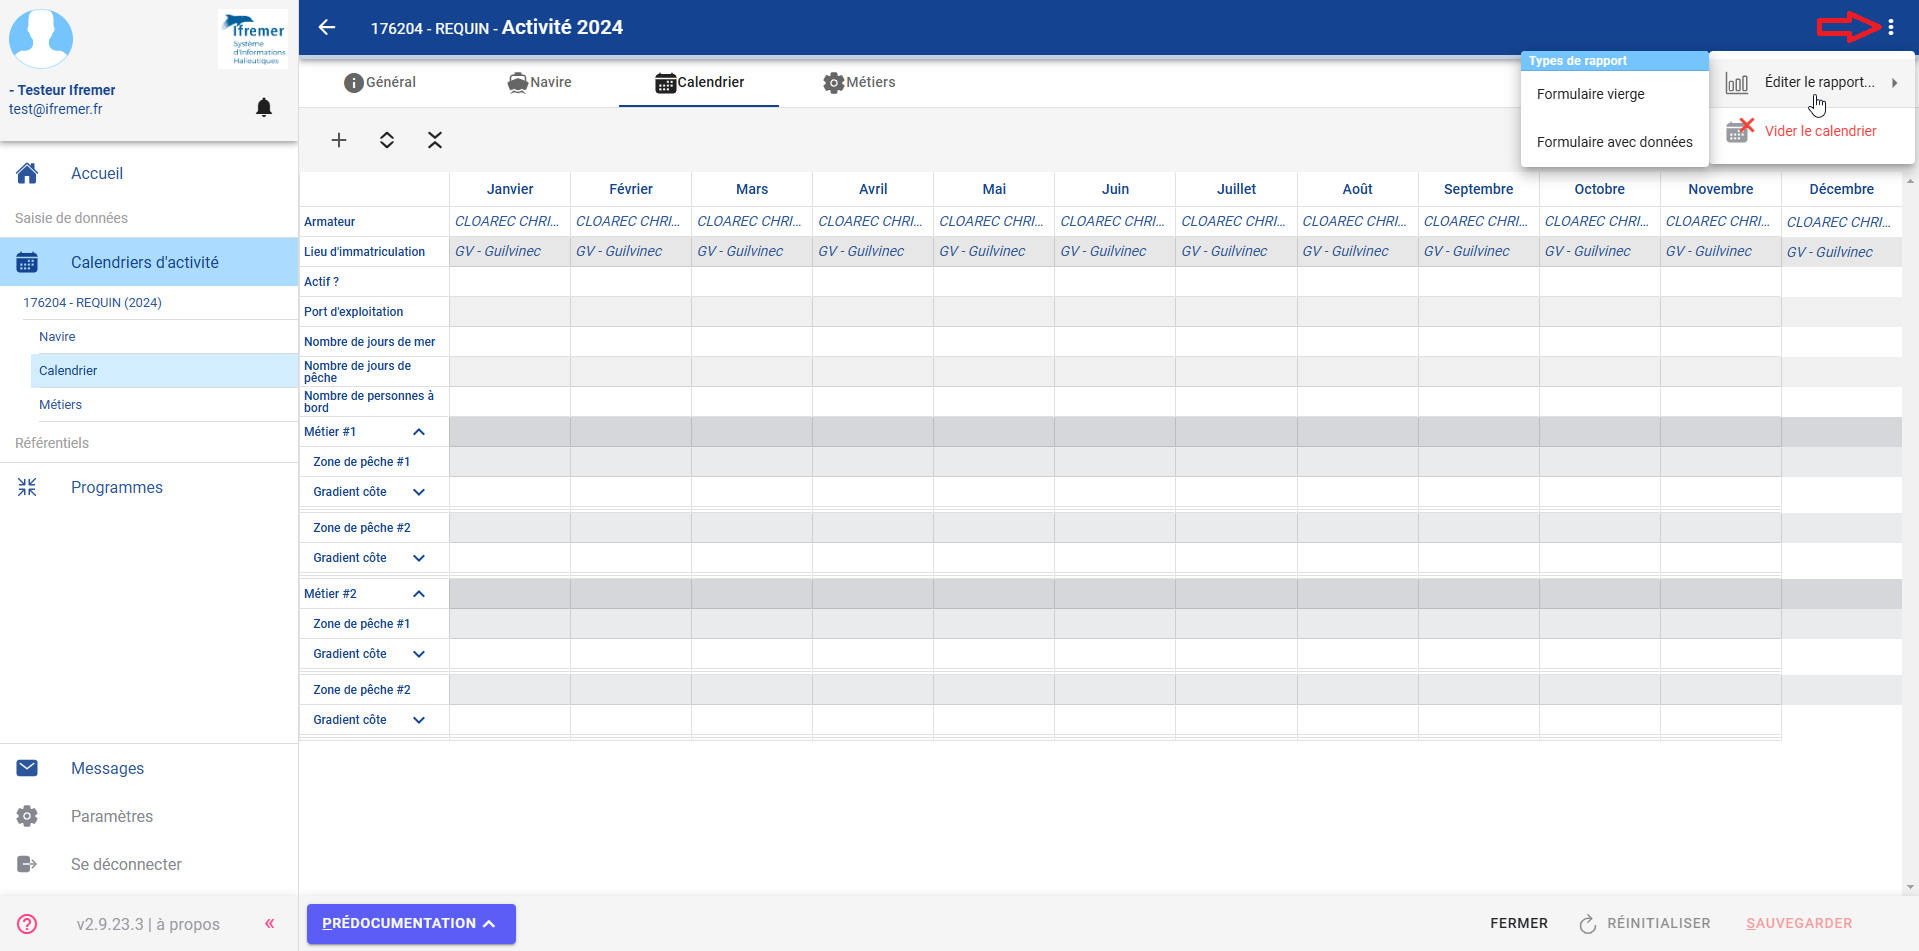 Ifremer
Système
d'Informations
Halieutiques
- Testeur Ifremer
test@ifremer.fr
Accueil
Saisie de données
Calendriers d'activité
176204 - REQUIN (2024)
Navire
Calendrier
Métiers
Référentiels
Programmes
Messages
Paramètres
Se déconnecter
v2.9.23.3 | à propos
176204 - REQUIN - Activité 2024
Général Navire Calendrier Métiers
Types de rapport
Formulaire vierge
Formulaire avec données
Éditer le rapport...
Vider le calendrier
Janvier Février Mars Avril Mai Juin Juillet Août Septembre Octobre Novembre Décembre
Armateur CLOAREC CHRI... CLOAREC CHRI... CLOAREC CHRI... CLOAREC CHRI... CLOAREC CHRI... CLOAREC CHRI... CLOAREC CHRI... CLOAREC CHRI... CLOAREC CHRI... CLOAREC CHRI... CLOAREC CHRI... CLOAREC CHRI...
Lieu d'immatriculation GV - Guilvinec GV - Guilvinec GV - Guilvinec GV - Guilvinec GV - Guilvinec GV - Guilvinec GV - Guilvinec GV - Guilvinec GV - Guilvinec GV - Guilvinec GV - Guilvinec GV - Guilvinec
Actif ?
Port d'exploitation
Nombre de jours de mer
Nombre de jours de
pêche
Nombre de personnes à
bord
Métier #1
Zone de pêche #1
Gradient côte
Zone de pêche #2
Gradient côte
Métier #2
Zone de pêche #1
Gradient côte
Zone de pêche #2
Gradient côte
PRÉDOCUMENTATION
FERMER RÉINITIALISER SAUVEGARDER